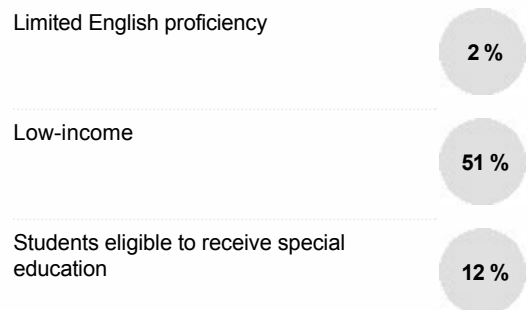 Limited English proficiency
2 %
Low-income
51 %
Students eligible to receive special
education
12 %